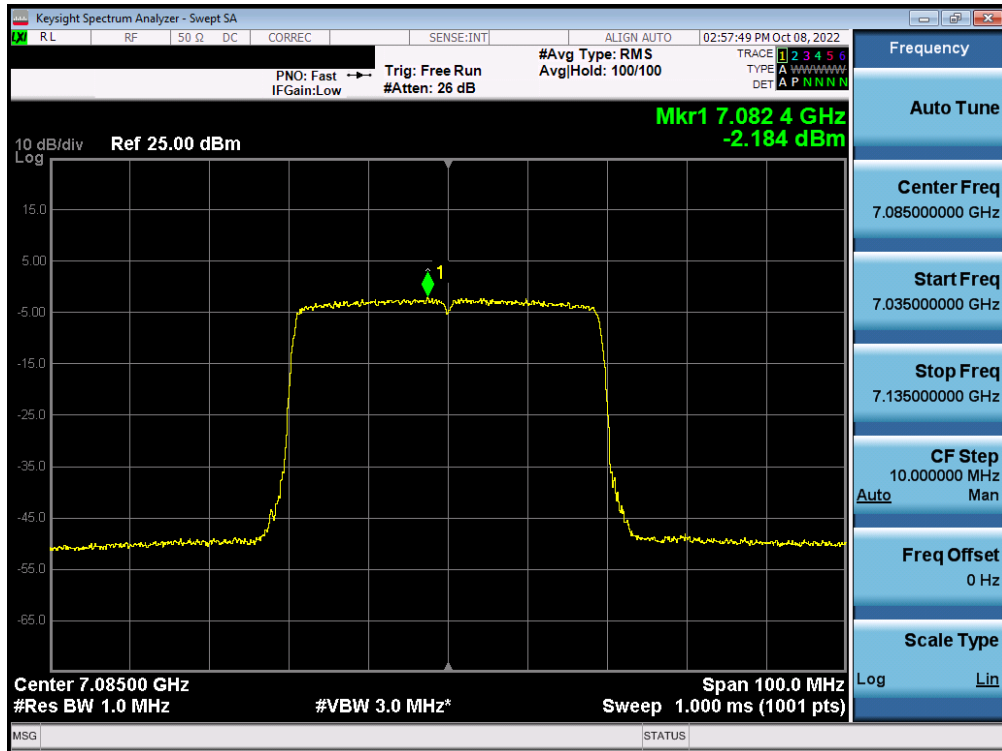 Keysight Spectrum Analyzer - Swept SA
LXI RL RF 50 Ω DC CORREC SENSE:INT ALIGN AUTO 02:57:49 PM Oct 08, 2022
PNO: Fast
IFGain:Low
Trig: Free Run
#Atten: 26 dB
#Avg Type: RMS
Avg|Hold: 100/100
TRACE 1 2 3 4 5 6
TYPE A WWWWW
DET A P N N N N
Mkr1 7.082 4 GHz
-2.184 dBm
10 dB/div Ref 25.00 dBm
Log
15.0
5.00
-5.00
-15.0
-25.0
-35.0
-45.0
-55.0
-65.0
1
Center 7.08500 GHz Span 100.0 MHz
#Res BW 1.0 MHz #VBW 3.0 MHz* Sweep 1.000 ms (1001 pts)
MSG STATUS
Frequency
Auto Tune
Center Freq
7.085000000 GHz
Start Freq
7.035000000 GHz
Stop Freq
7.135000000 GHz
CF Step
10.000000 MHz
Auto Man
Freq Offset
0 Hz
Scale Type
Log Lin